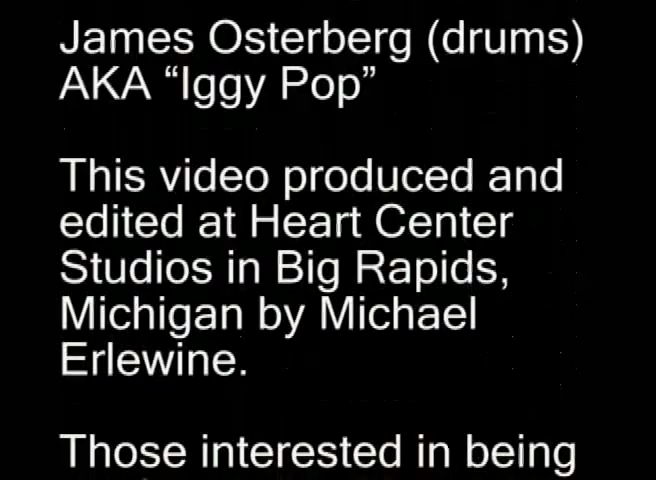 James Osterberg (drums)
AKA “Iggy Pop”
This video produced and
edited at Heart Center
Studios in Big Rapids,
Michigan by Michael
Erlewine.
Those interested in being